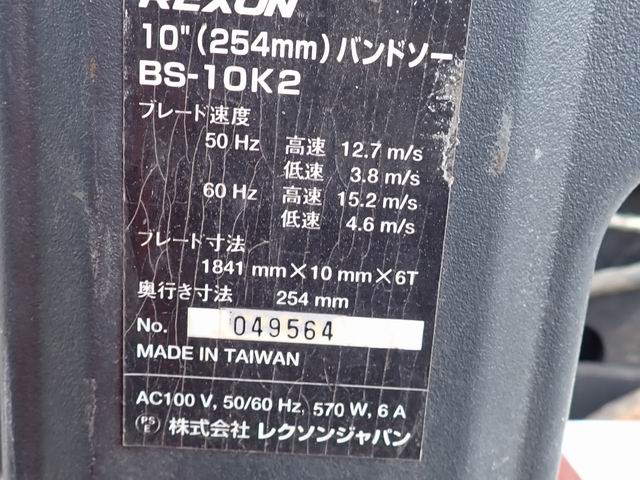 REXON
10"(254mm)バンドソー
BS-10K2
ブレード速度
50 Hz 高速 12.7 m/s
低速 3.8 m/s
60 Hz 高速 15.2 m/s
低速 4.6 m/s
ブレード寸法
1841 mm×10 mm×6T
奥行き寸法 254 mm
No. 049564
MADE IN TAIWAN
AC100 V, 50/60 Hz, 570 W, 6 A
PSE 株式会社 レクソンジャパン